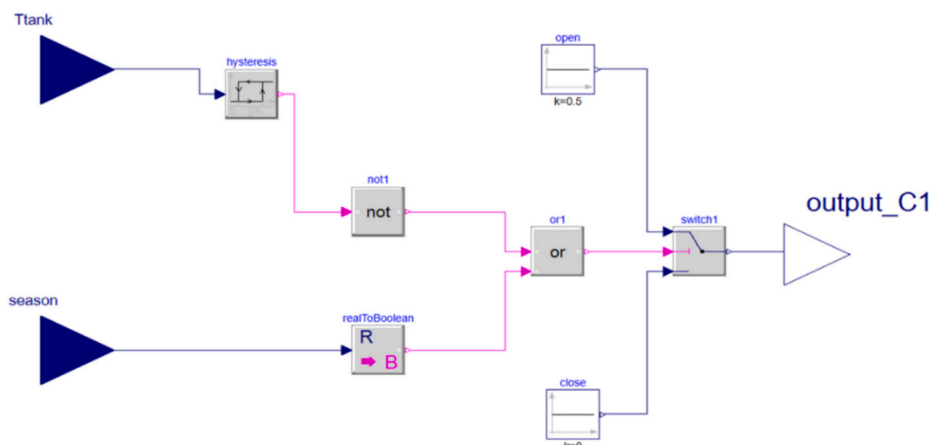 Ttank
hysteresis
open
k=0.5
not1
not
or1
or
switch1
output_C1
season
realToBoolean
R
B
close